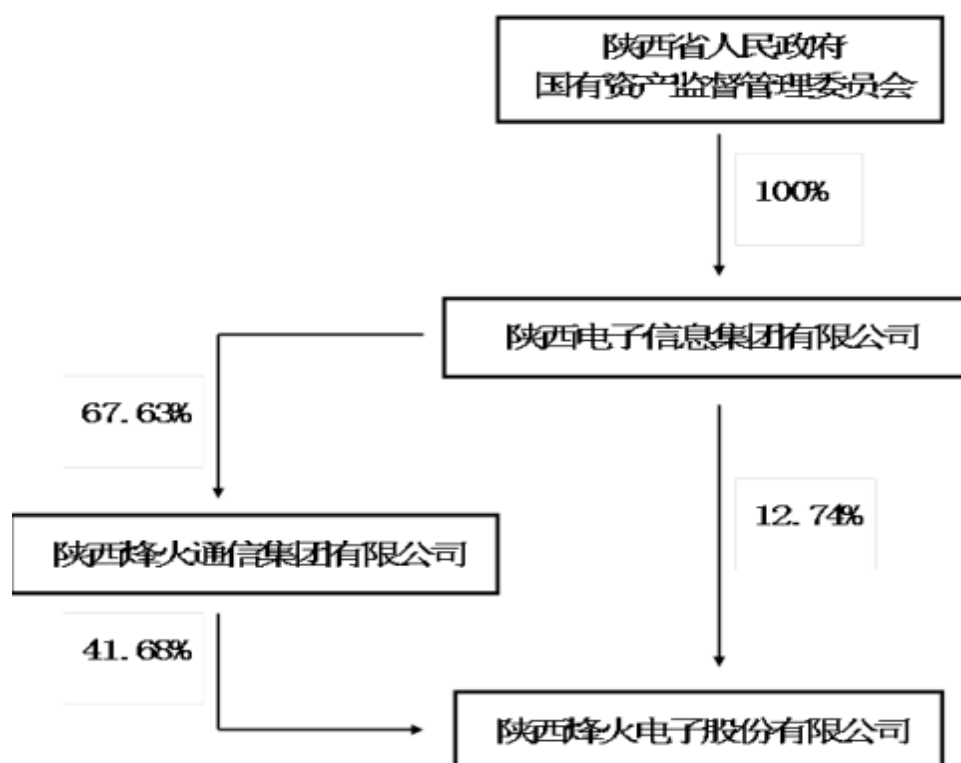 陕西省人民政府
国有资产监督管理委员会
100%
陕西电子信息集团有限公司
67.63%
12.74%
陕西烽火通信集团有限公司
41.68%
陕西烽火电子股份有限公司